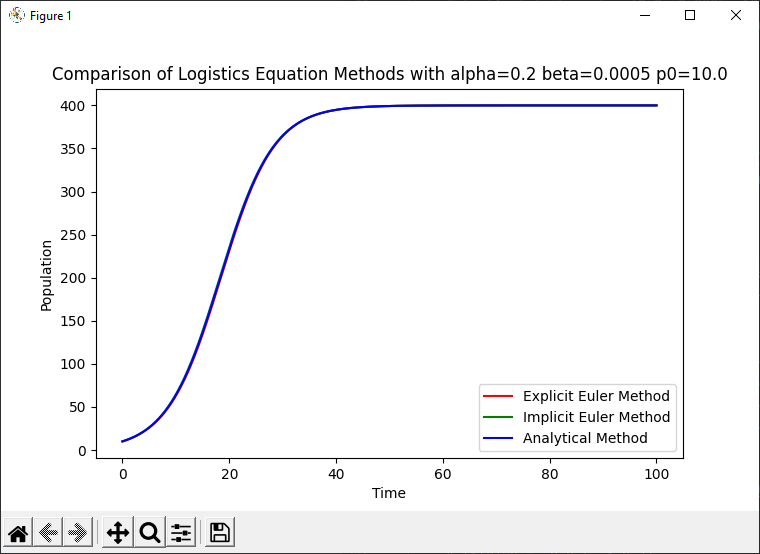 Figure 1
Comparison of Logistics Equation Methods with alpha=0.2 beta=0.0005 p0=10.0
400
350
300
250
200
150
100
50
0
Population
0 20 40 60 80 100
Time
Explicit Euler Method
Implicit Euler Method
Analytical Method